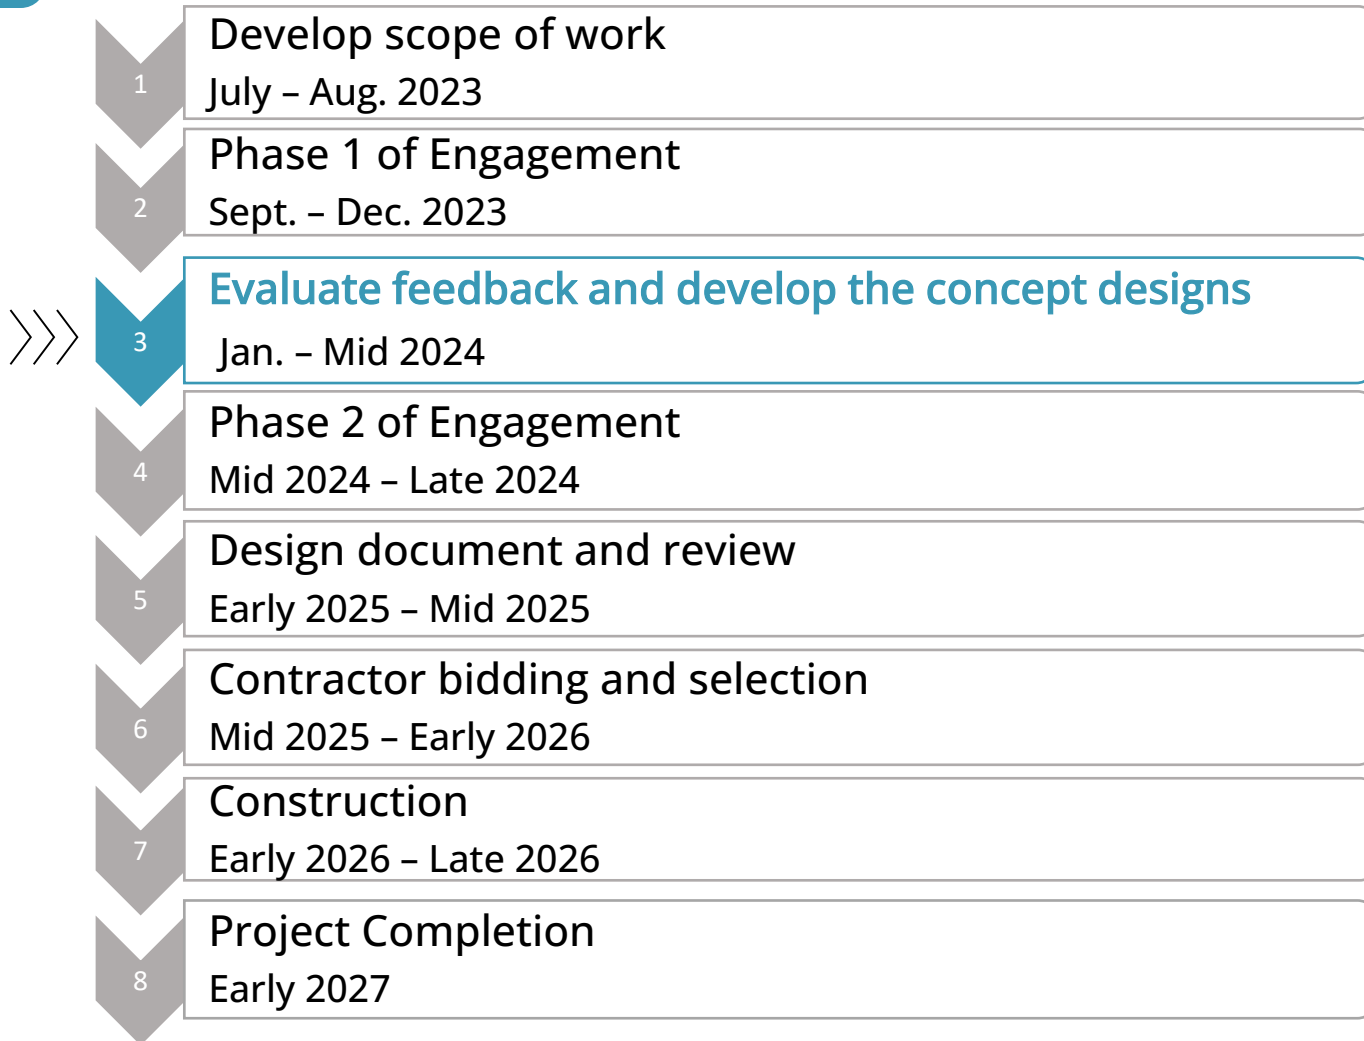 1
Develop scope of work
July – Aug. 2023
2
Phase 1 of Engagement
Sept. – Dec. 2023
3
Evaluate feedback and develop the concept designs
Jan. – Mid 2024
4
Phase 2 of Engagement
Mid 2024 – Late 2024
5
Design document and review
Early 2025 – Mid 2025
6
Contractor bidding and selection
Mid 2025 – Early 2026
7
Construction
Early 2026 – Late 2026
8
Project Completion
Early 2027